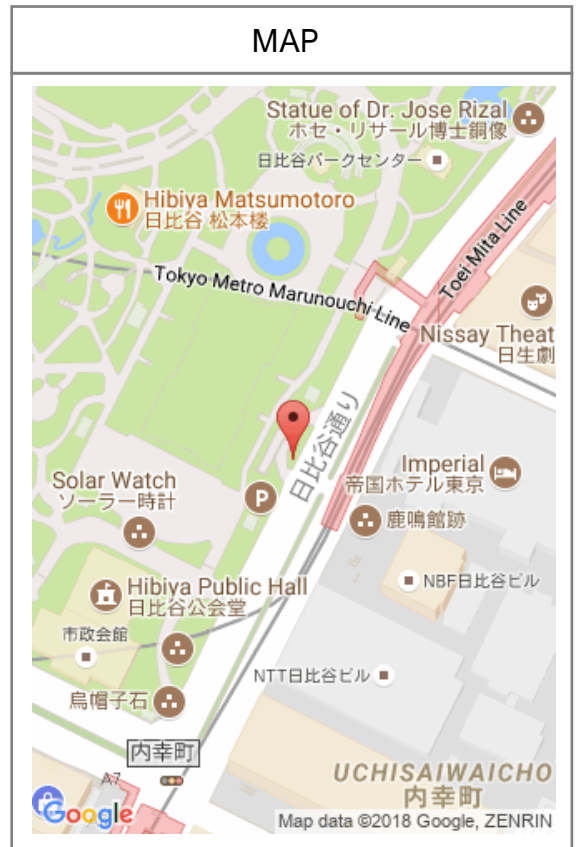 MAP
Statue of Dr. Jose Rizal
ホセ・リサール博士銅像
日比谷パークセンター
Hibiya Matsumotoro
日比谷 松本楼
Toei Mita Line
Tokyo Metro Marunouchi Line
Nissay Theat
日生劇
日比谷通り
Imperial
帝国ホテル東京
Solar Watch
ソーラー時計
P
鹿鳴館跡
Hibiya Public Hall
日比谷公会堂
NBF日比谷ビル
市政会館
NTT日比谷ビル
烏帽子石
内幸町
A7
UCHISAIWAICHO
内幸町
Google
Map data ©2018 Google, ZENRIN